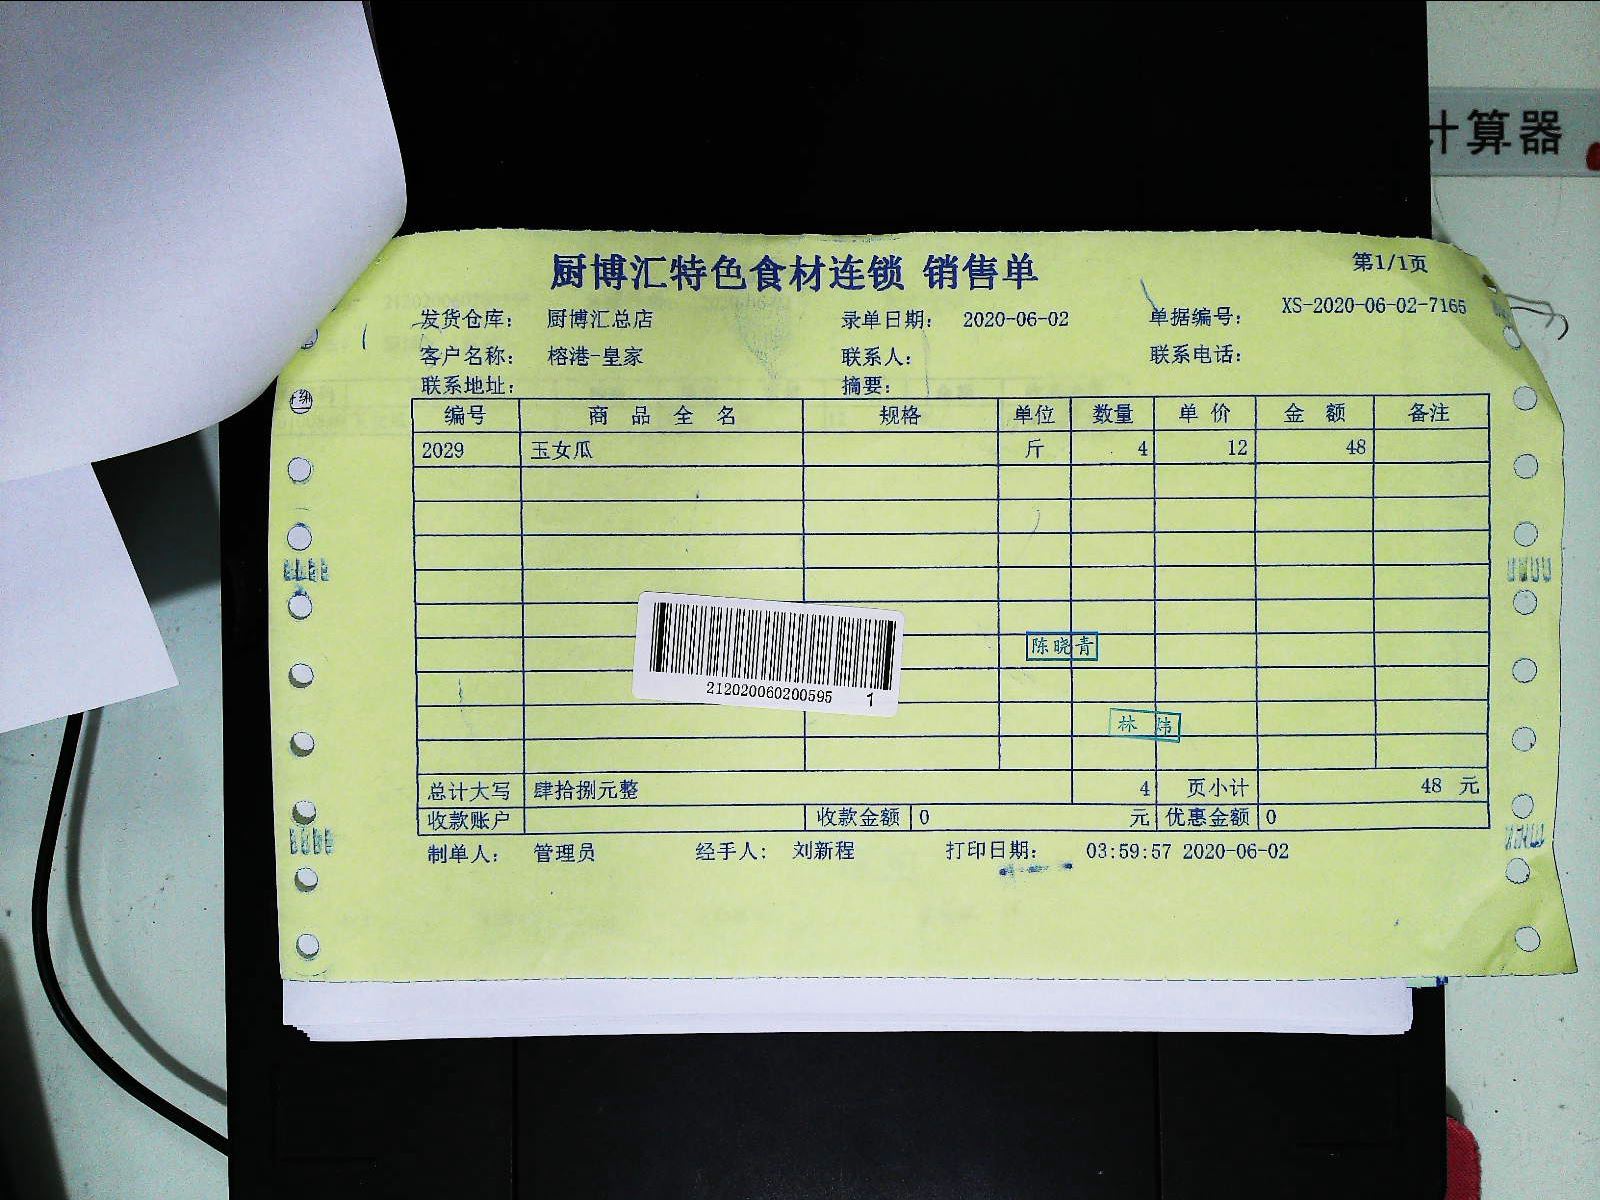 计算器
厨博汇特色食材连锁 销售单
第1/1页
发货仓库： 厨博汇总店 录单日期： 2020-06-02 单据编号： XS-2020-06-02-7165
客户名称： 榕港-皇家 联系人： 联系电话：
联系地址： 摘要：
编号 商品全名 规格 单位 数量 单价 金额 备注
2029 玉女瓜 斤 4 12 48
陈晓青
212020060200595 1
林炜
总计大写 肆拾捌元整 4 页小计 48 元
收款账户 收款金额 0 元 优惠金额 0
制单人： 管理员 经手人： 刘新程 打印日期： 03:59:57 2020-06-02